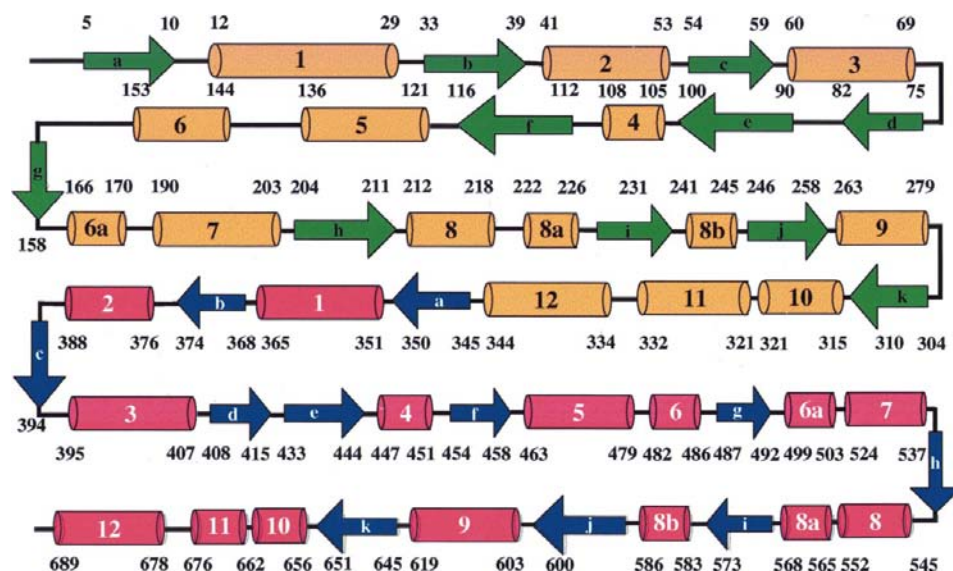 5 10 12 29 33 39 41 53 54 59 60 69
a 1 b 2 c 3
153 144 136 121 116 112 108 105 100 90 82 75
6 5 f 4 e d
g
166 170 190 203 204 211 212 218 222 226 231 241 245 246 258 263 279
158 6a 7 h 8 8a i 8b j 9
2 b 1 a 12 11 10 k
c 388 376 374 368 365 351 350 345 344 334 332 321 321 315 310 304
394 3 d e 4 f 5 6 g 6a 7
395 407 408 415 433 444 447 451 454 458 463 479 482 486 487 492 499 503 524 537 h
12 11 10 k 9 j 8b i 8a 8
689 678 676 662 656 651 645 619 603 600 586 583 573 568 565 552 545